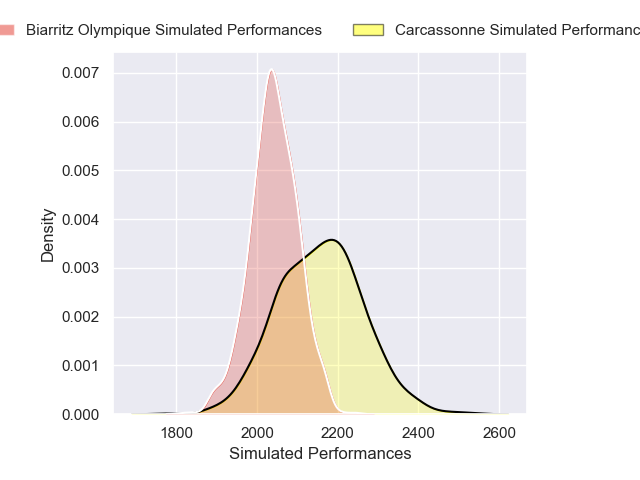 Biarritz Olympique Simulated Performances Carcassonne Simulated Performanc
0.007
0.006
0.005
0.004
0.003
0.002
0.001
0.000
Density
1800 2000 2200 2400 2600
Simulated Performances